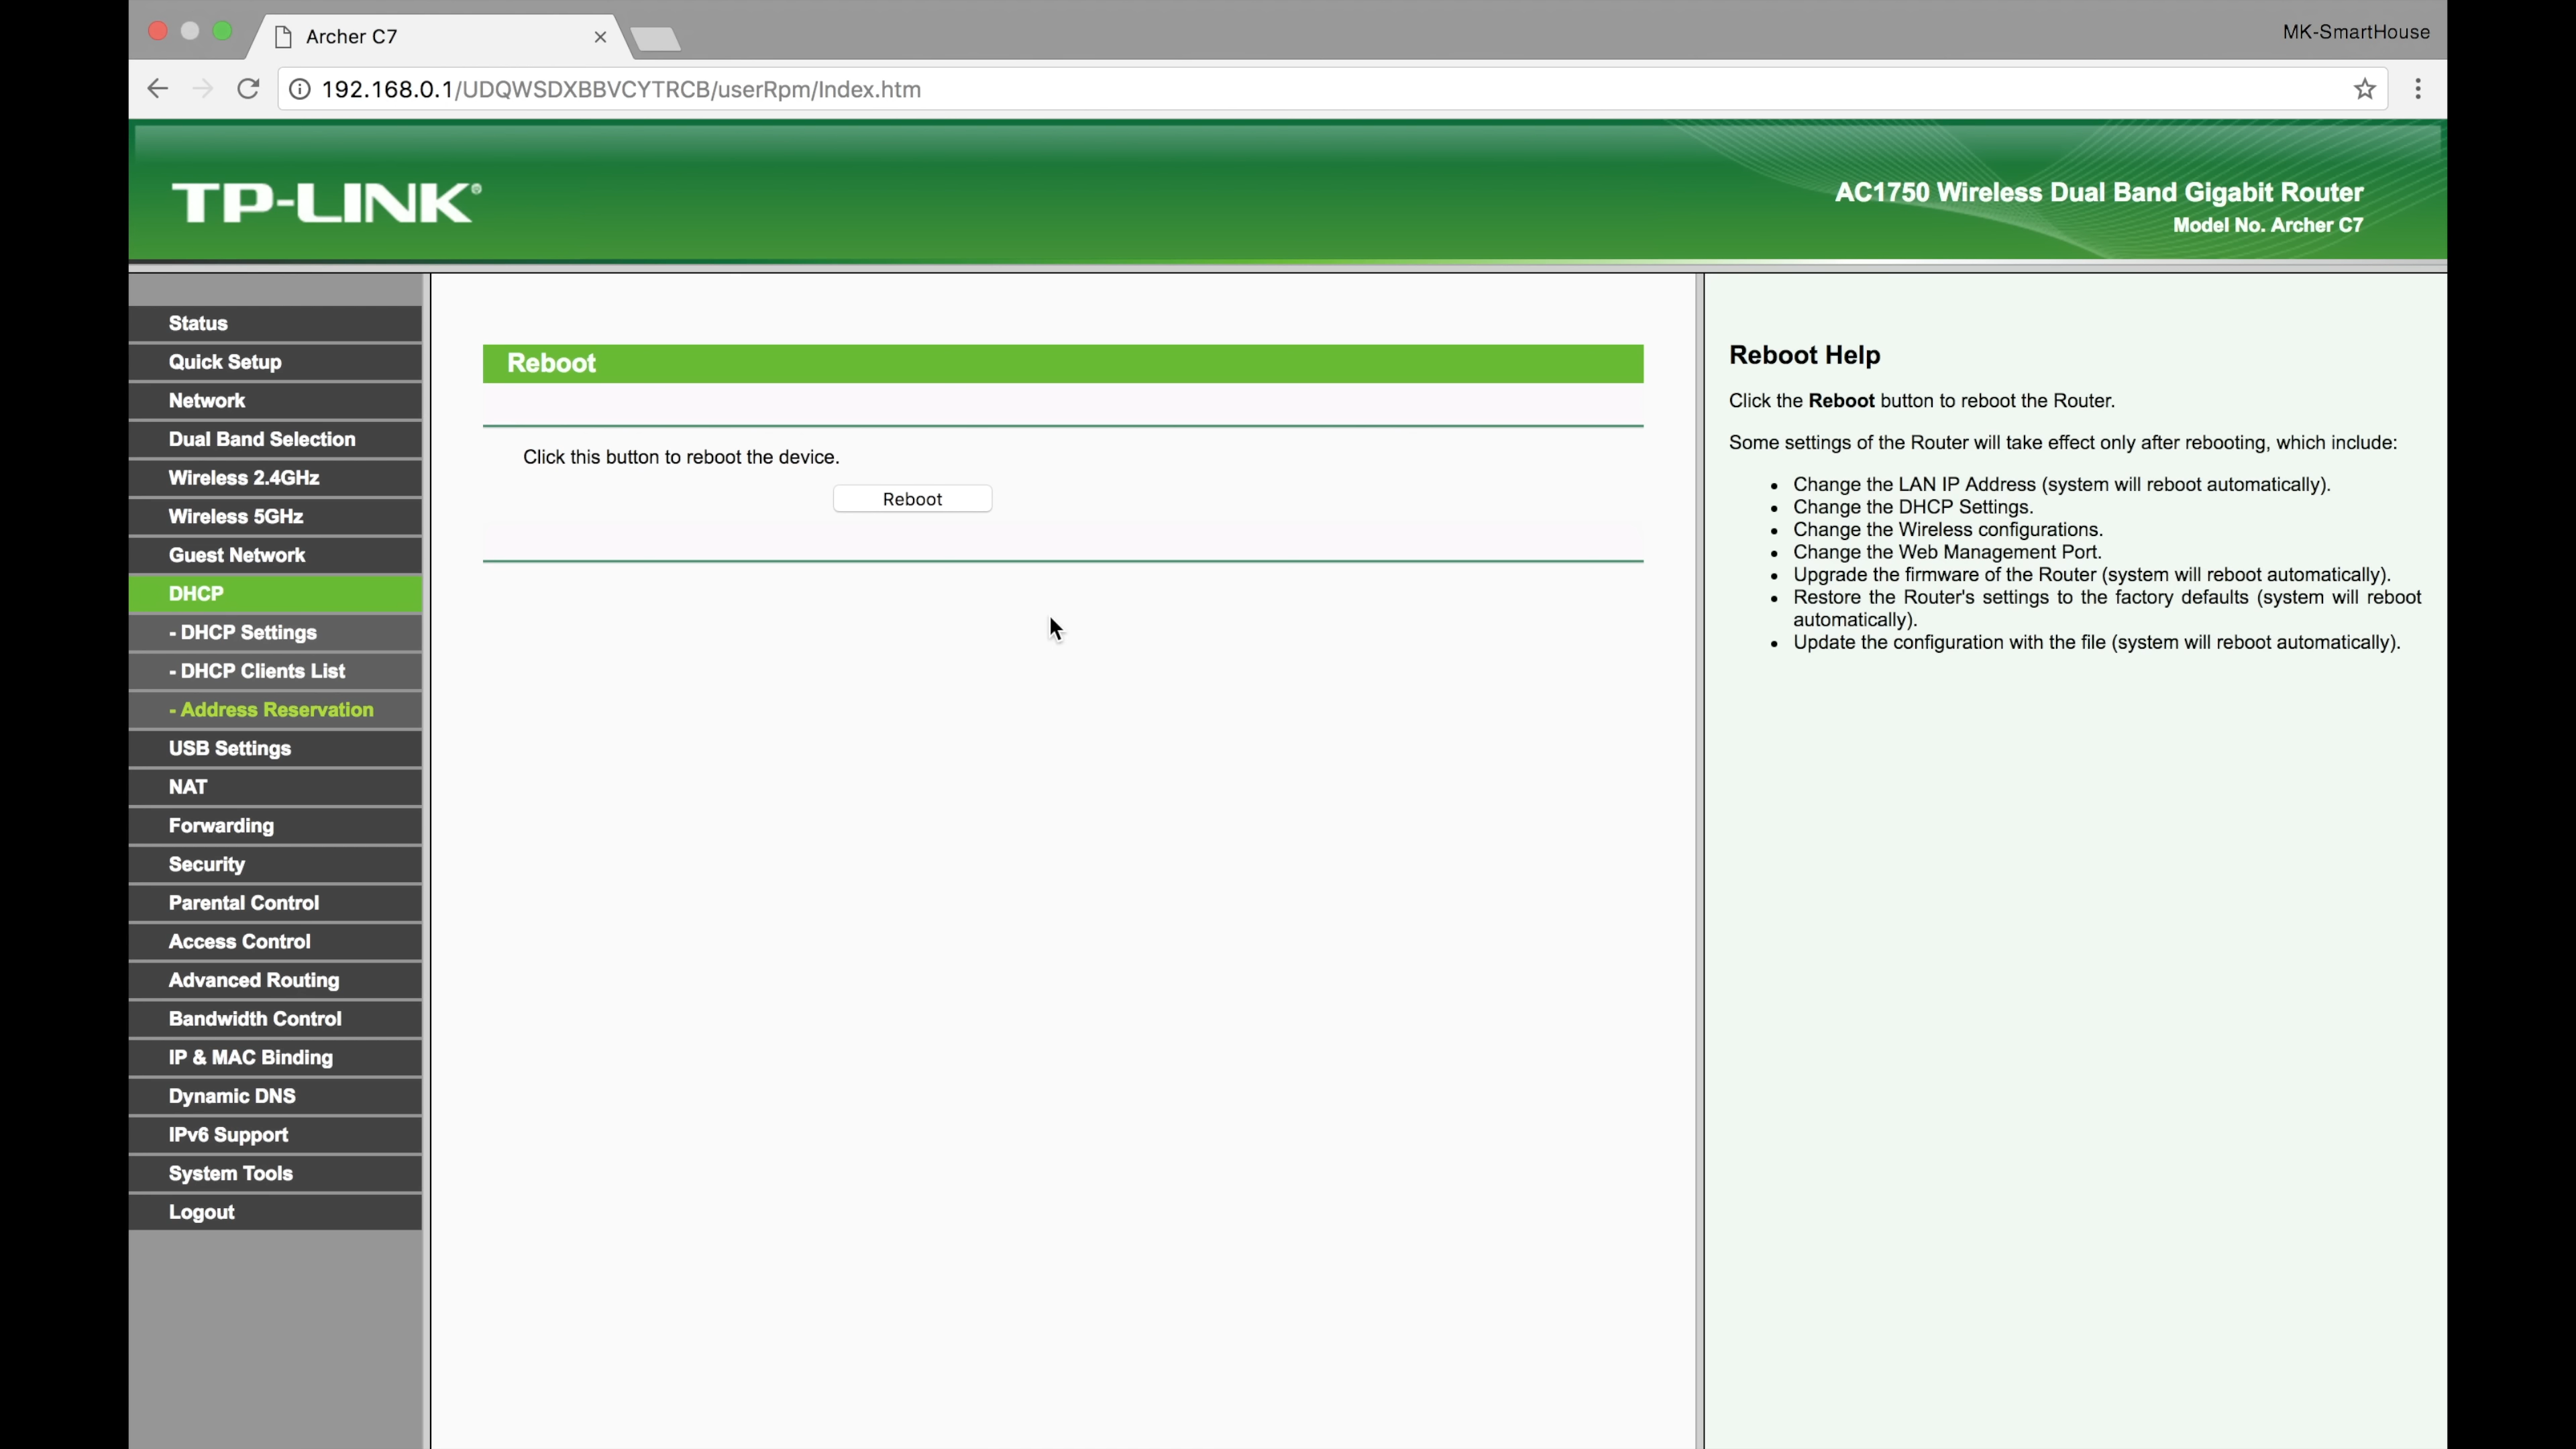 Archer C7
MK-SmartHouse
192.168.0.1/UDQWSDXBBVCYTRCB/userRpm/Index.htm
TP-LINK®
AC1750 Wireless Dual Band Gigabit Router
Model No. Archer C7
Status
Quick Setup
Network
Dual Band Selection
Wireless 2.4GHz
Wireless 5GHz
Guest Network
DHCP
- DHCP Settings
- DHCP Clients List
- Address Reservation
USB Settings
NAT
Forwarding
Security
Parental Control
Access Control
Advanced Routing
Bandwidth Control
IP & MAC Binding
Dynamic DNS
IPv6 Support
System Tools
Logout
Reboot
Click this button to reboot the device.
Reboot
Reboot Help
Click the Reboot button to reboot the Router.
Some settings of the Router will take effect only after rebooting, which include:
• Change the LAN IP Address (system will reboot automatically).
• Change the DHCP Settings.
• Change the Wireless configurations.
• Change the Web Management Port.
• Upgrade the firmware of the Router (system will reboot automatically).
• Restore the Router's settings to the factory defaults (system will reboot
automatically).
• Update the configuration with the file (system will reboot automatically).